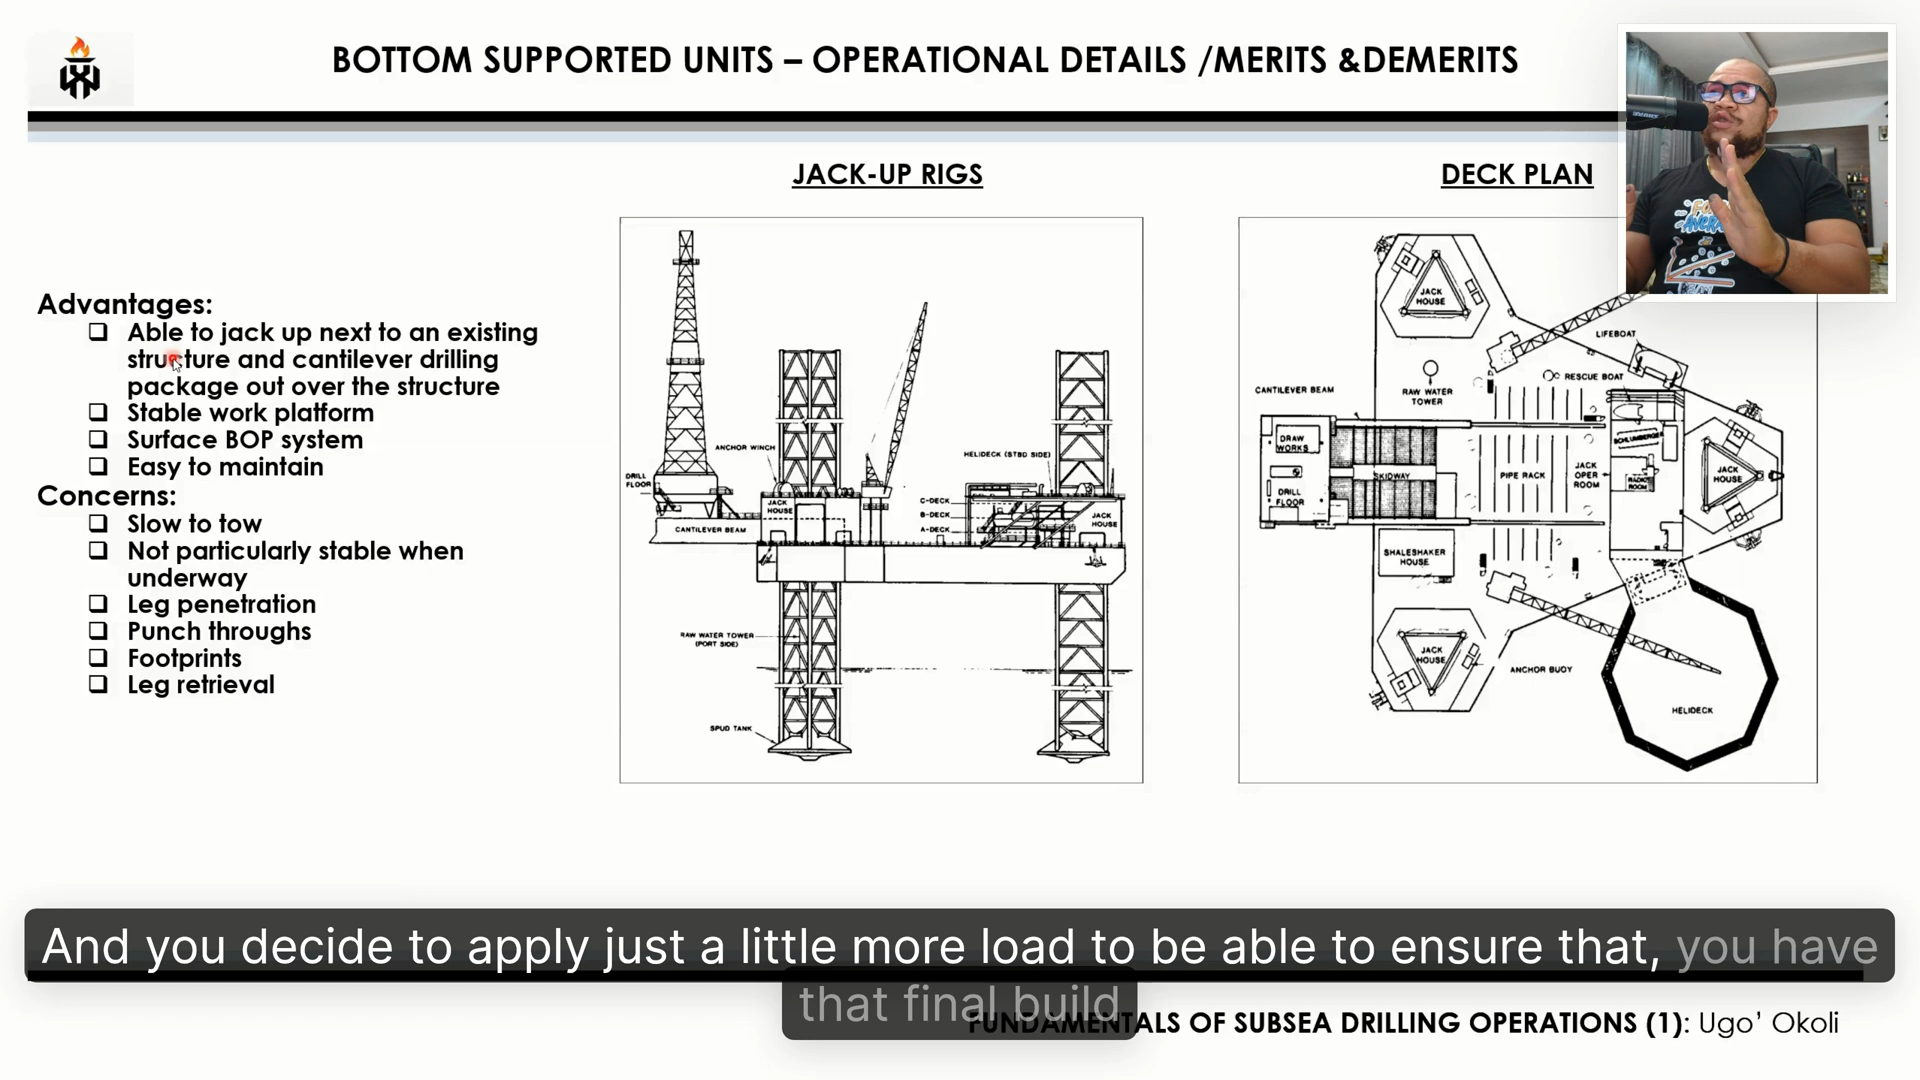 BOTTOM SUPPORTED UNITS – OPERATIONAL DETAILS /MERITS &DEMERITS
JACK-UP RIGS
DECK PLAN
Advantages:
Able to jack up next to an existing
structure and cantilever drilling
package out over the structure
Stable work platform
Surface BOP system
Easy to maintain
Concerns:
Slow to tow
Not particularly stable when
underway
Leg penetration
Punch throughs
Footprints
Leg retrieval
ANCHOR WINCH
HELIDECK (STBD SIDE)
DRILL
FLOOR
JACK
HOUSE
C-DECK
B-DECK
A-DECK
JACK
HOUSE
CANTILEVER BEAM
RAW WATER TOWER
(PORT SIDE)
SPUD TANK
JACK
HOUSE
LIFEBOAT
RESCUE BOAT
CANTILEVER BEAM
RAW WATER
TOWER
DRAW
WORKS
SCHLUMBERGER
SKIDWAY
PIPE RACK
JACK
OPER
ROOM
RADIO
ROOM
JACK
HOUSE
DRILL
FLOOR
SHALESHAKER
HOUSE
JACK
HOUSE
ANCHOR BUOY
HELIDECK
And you decide to apply just a little more load to be able to ensure that, you have
that final build
FUNDAMENTALS OF SUBSEA DRILLING OPERATIONS (1): Ugo’ Okoli